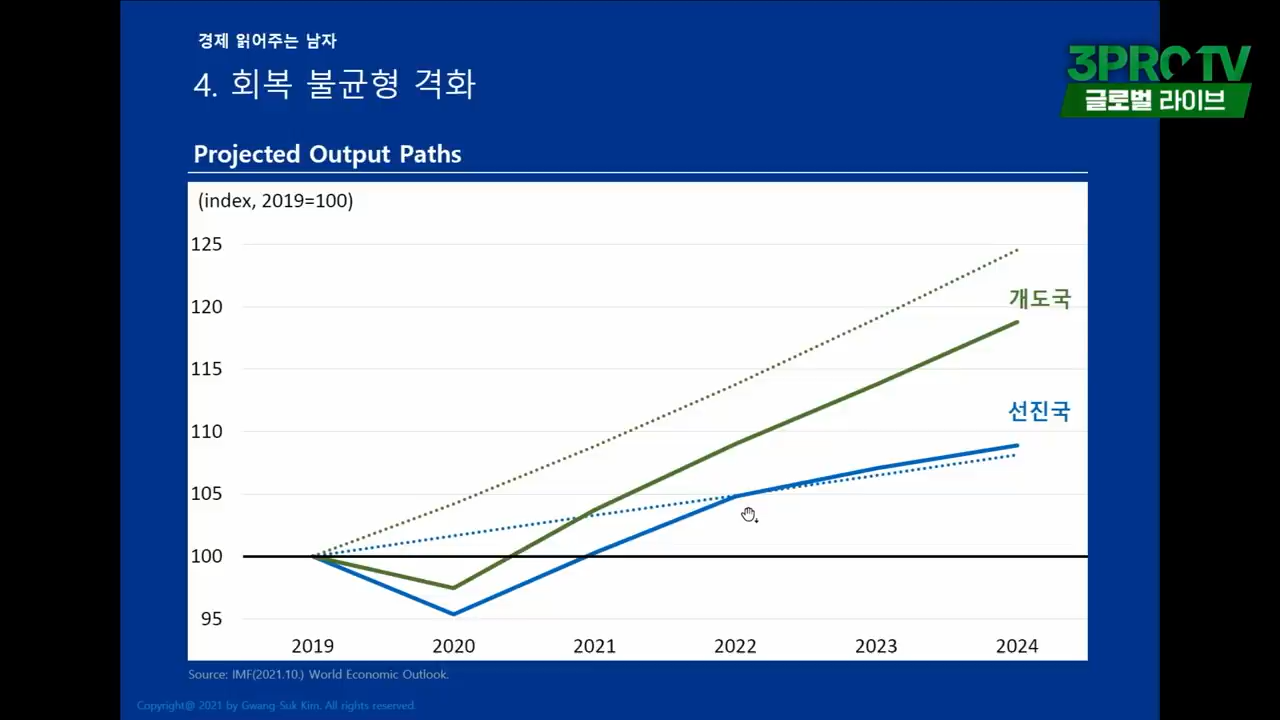 경제 읽어주는 남자
4. 회복 불균형 격화
3PRO TV
글로벌 라이브
Projected Output Paths
(index, 2019=100)
125
120
115
110
105
100
95
개도국
선진국
2019 2020 2021 2022 2023 2024
Source: IMF(2021.10.) World Economic Outlook.
Copyright@ 2021 by Gwang-Suk Kim. All rights reserved.